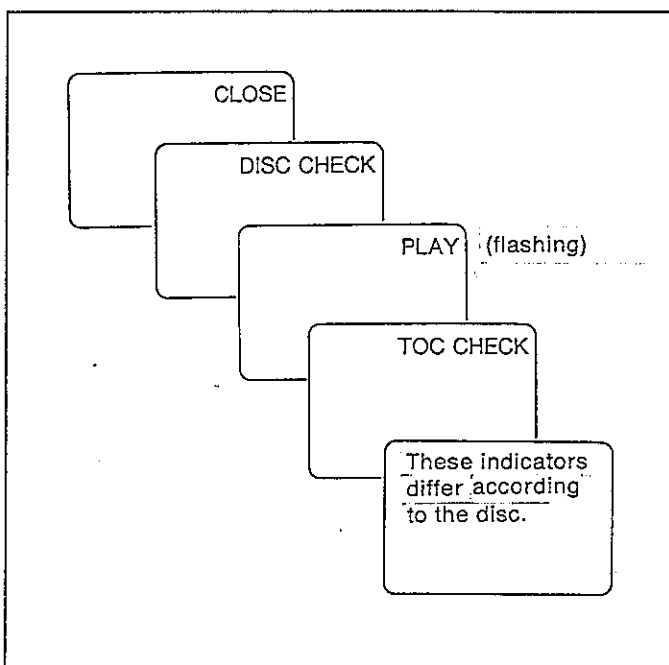 CLOSE
DISC CHECK
PLAY (flashing)
TOC CHECK
These indicators
differ according
to the disc.